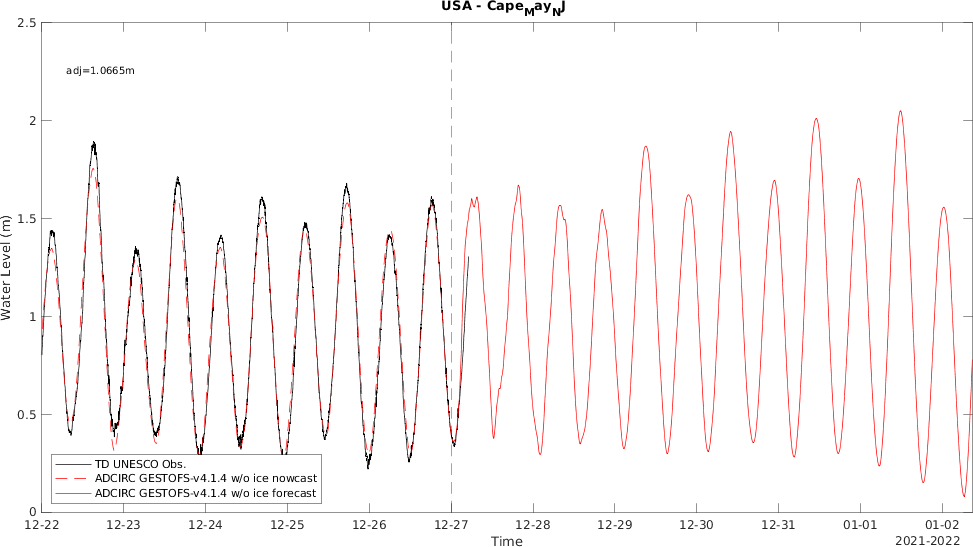 USA - CapeMayNJ
2.5
adj=1.0665m
2
1.5
Water Level (m)
1
0.5
TD UNESCO Obs.
ADCIRC GESTOFS-v4.1.4 w/o ice nowcast
ADCIRC GESTOFS-v4.1.4 w/o ice forecast
0
12-22 12-23 12-24 12-25 12-26 12-27 12-28 12-29 12-30 12-31 01-01 01-02
Time
2021-2022